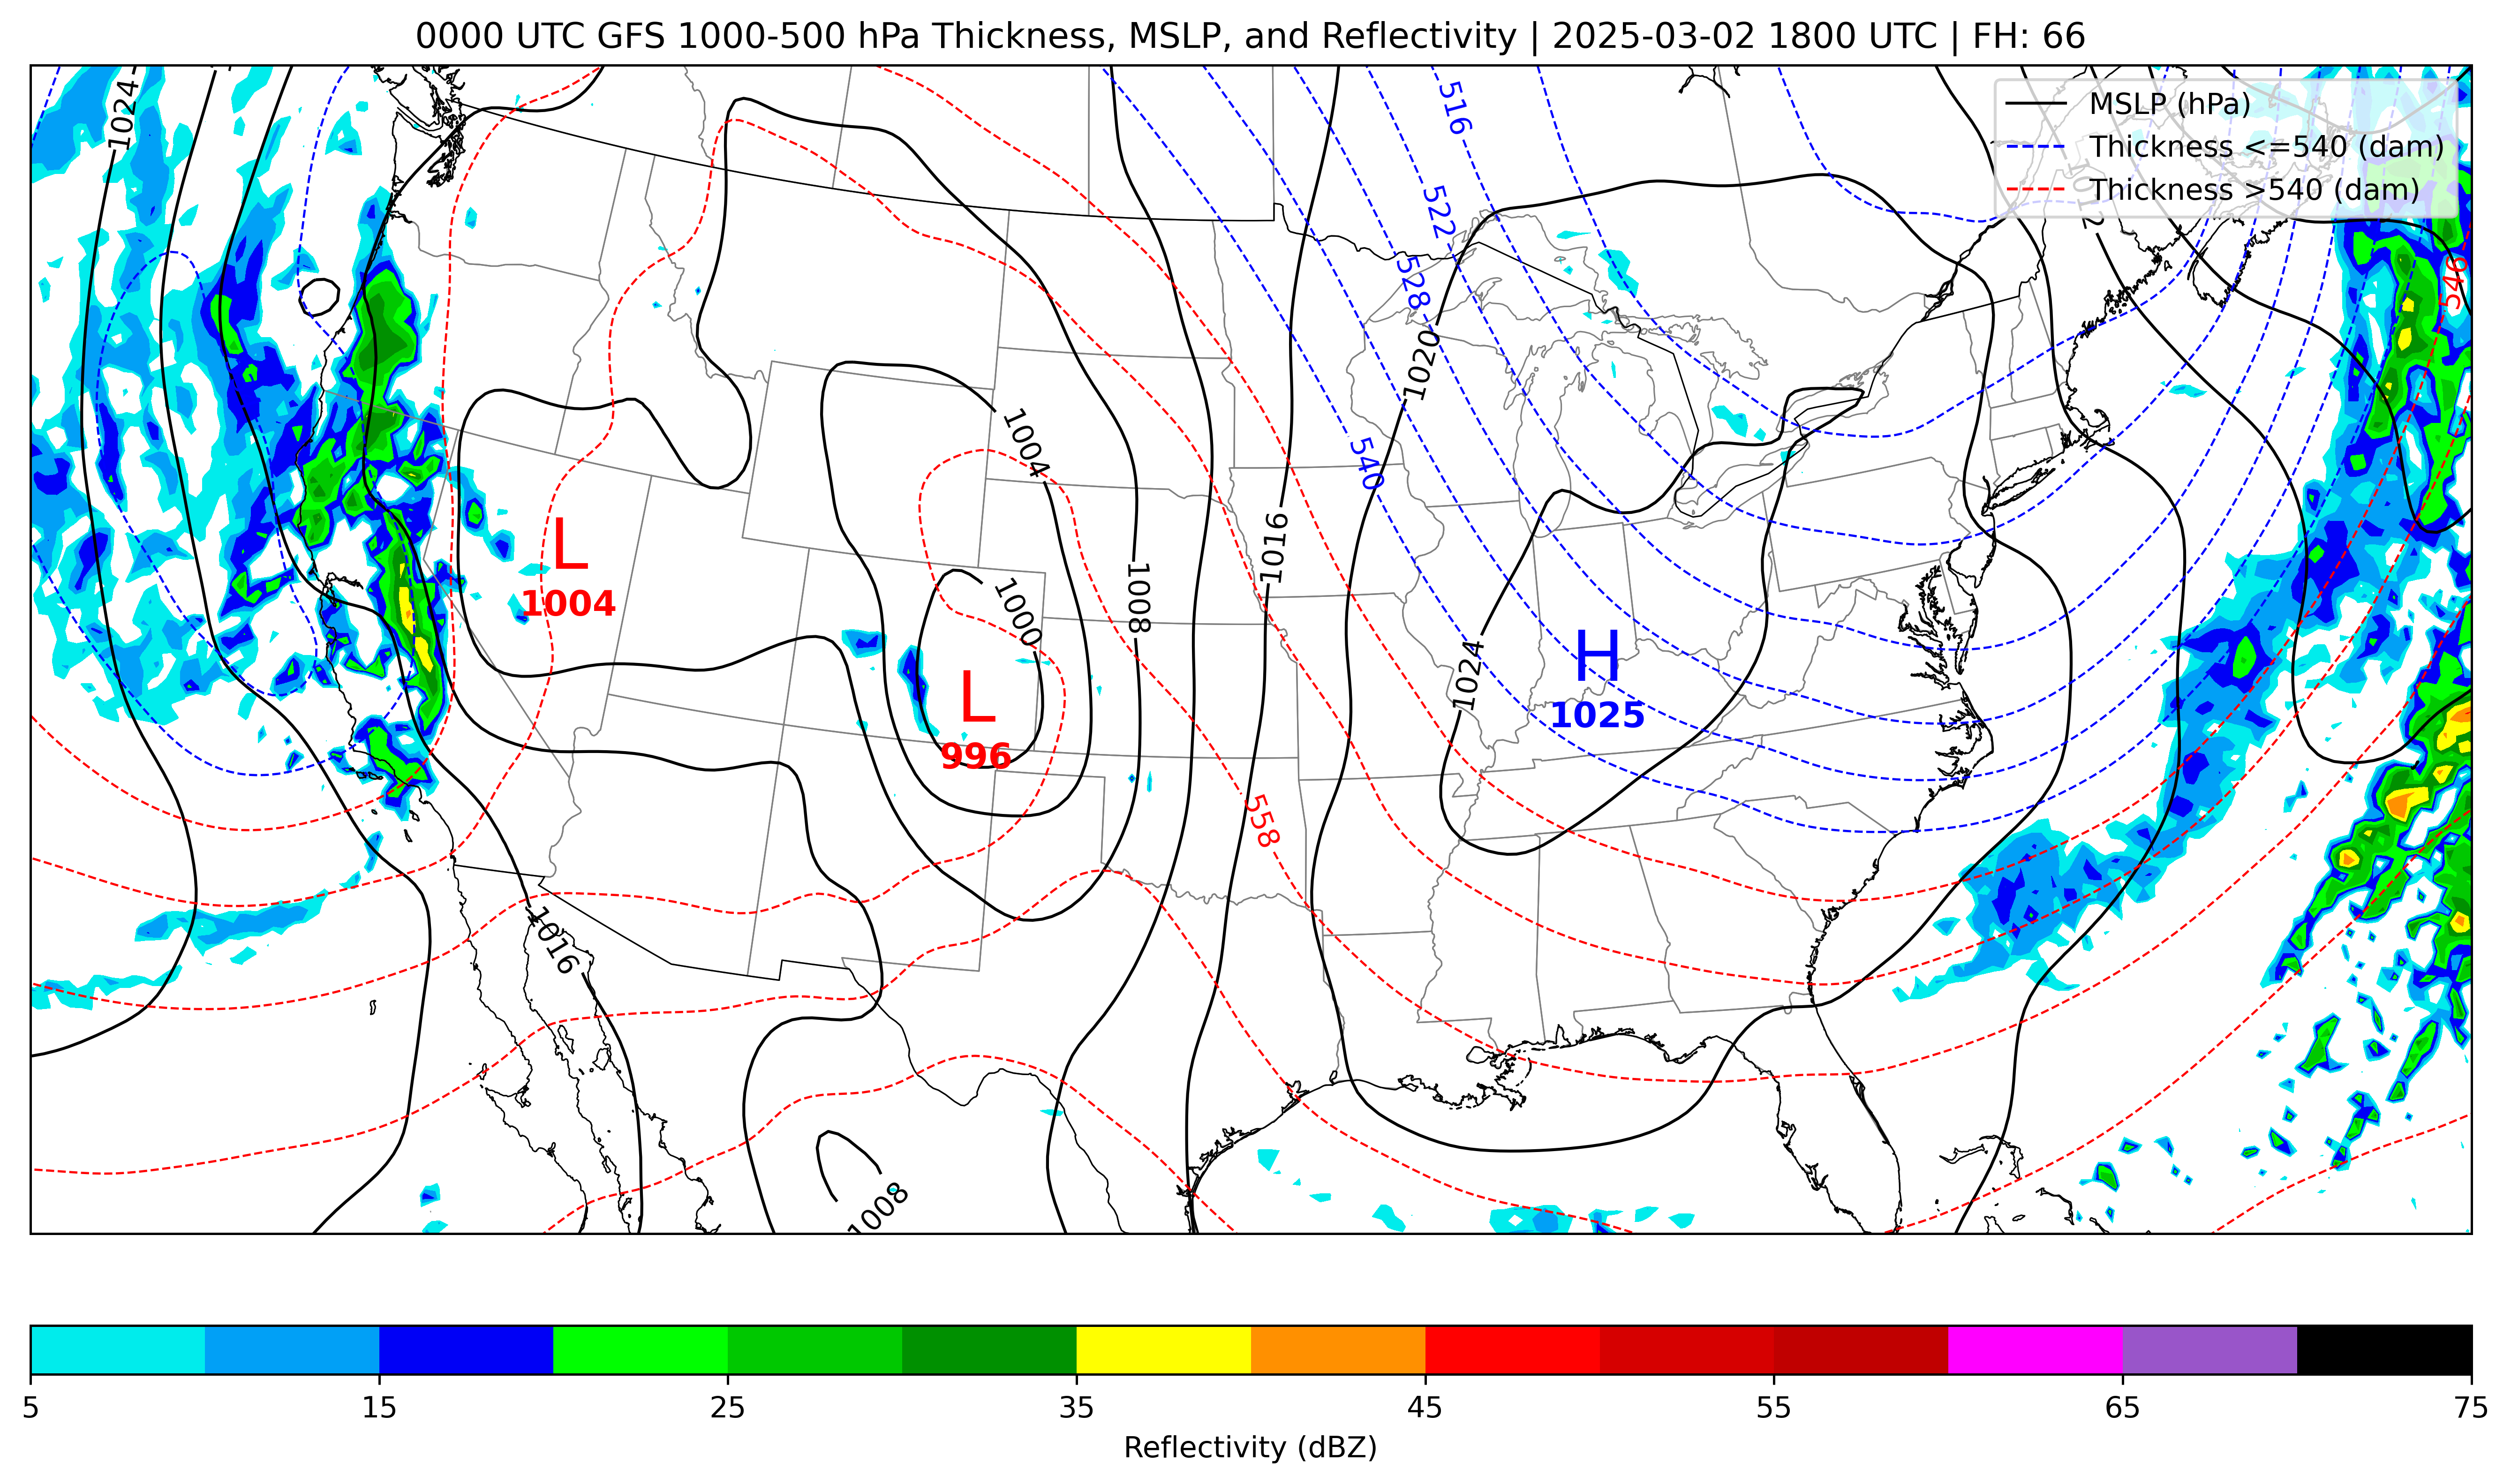 0000 UTC GFS 1000-500 hPa Thickness, MSLP, and Reflectivity | 2025-03-02 1800 UTC | FH: 66
MSLP (hPa)
Thickness <=540 (dam)
Thickness >540 (dam)
1024
516
1012
522
528
546
1020
1004
540
1016
L
1004
1000
1008
L
996
1024
H
1025
558
1016
1008
5 15 25 35 45 55 65 75
Reflectivity (dBZ)